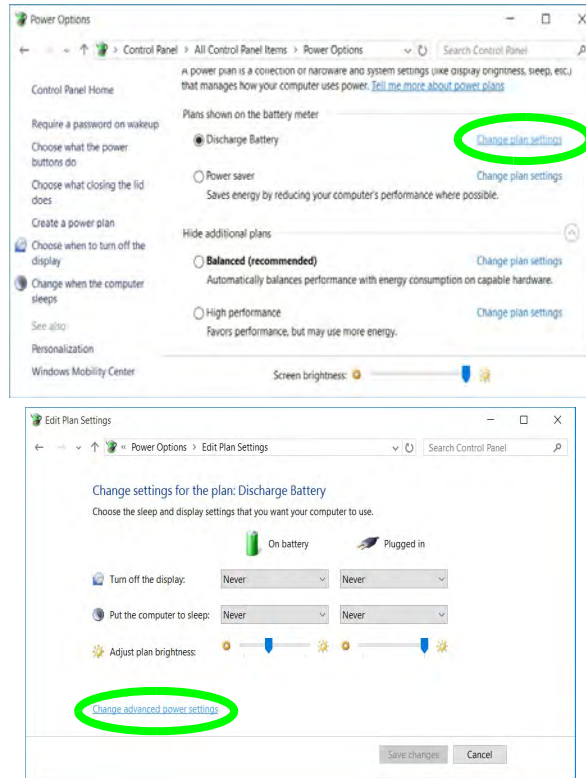 Power Options
Control Panel > All Control Panel Items > Power Options
Search Control Panel
A power plan is a collection of hardware and system settings (like display brightness, sleep, etc.)
Control Panel Home
that manages how your computer uses power. Tell me more about power plans
Require a password on wakeup
Plans shown on the battery meter
Choose what the power
buttons do
Discharge Battery
Change plan settings
Choose what closing the lid
does
Power saver
Change plan settings
Saves energy by reducing your computer's performance where possible.
Create a power plan
Hide additional plans
Choose when to turn off the
display
Balanced (recommended)
Change plan settings
Automatically balances performance with energy consumption on capable hardware.
Change when the computer
sleeps
High performance
Change plan settings
Favors performance, but may use more energy.
See also
Personalization
Windows Mobility Center
Screen brightness:
Edit Plan Settings
« Power Options > Edit Plan Settings
Search Control Panel
Change settings for the plan: Discharge Battery
Choose the sleep and display settings that you want your computer to use.
On battery
Plugged in
Turn off the display:
Never
Never
Put the computer to sleep:
Never
Never
Adjust plan brightness:
Change advanced power settings
Save changes
Cancel